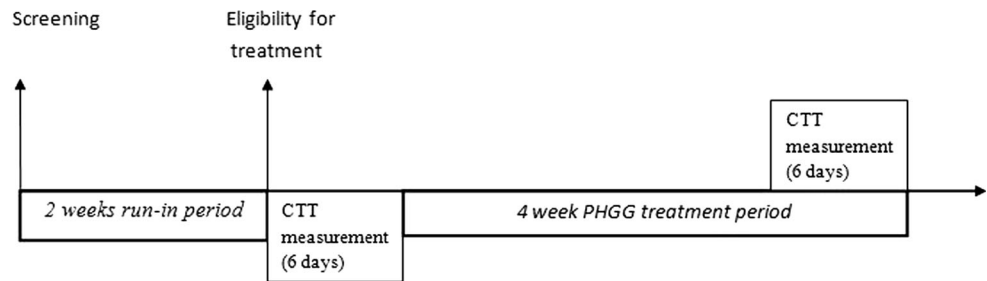 Screening
Eligibility for
treatment
CTT
measurement
(6 days)
2 weeks run-in period
CTT
measurement
(6 days)
4 week PHGG treatment period